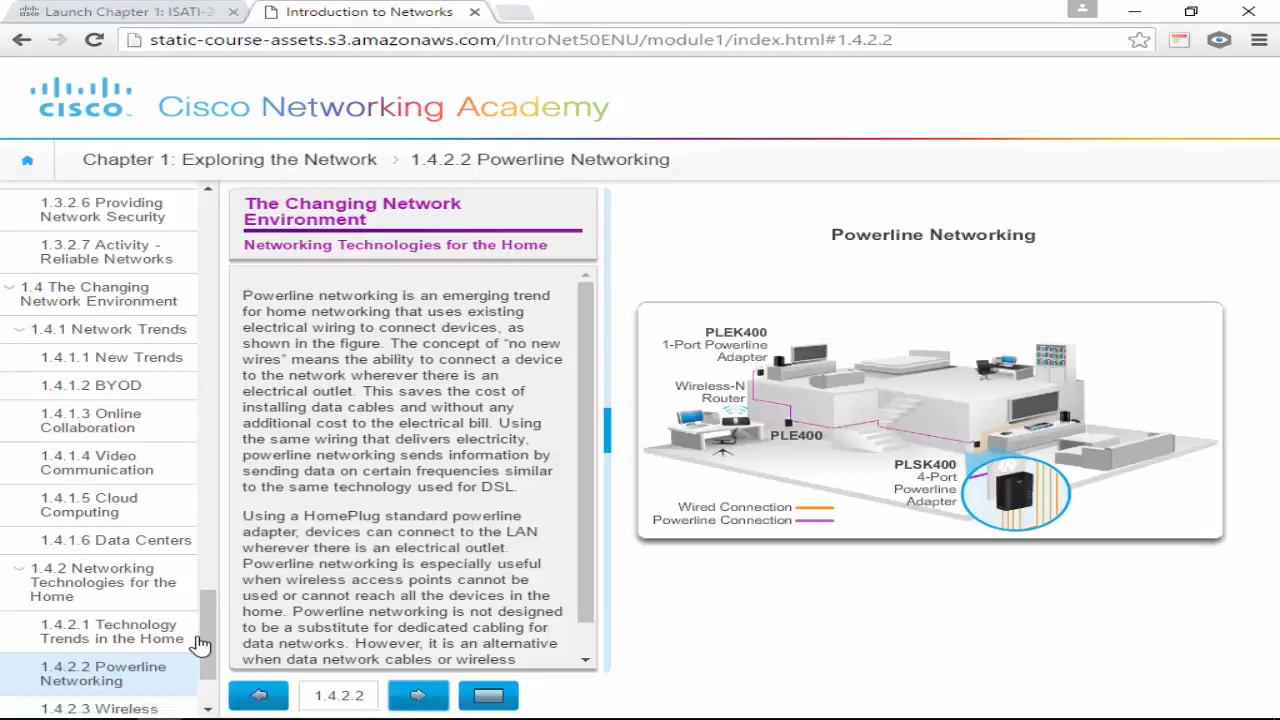 Launch Chapter 1: ISATI-2
Introduction to Networks
static-course-assets.s3.amazonaws.com/IntroNet50ENU/module1/index.html#1.4.2.2
CISCO
Cisco Networking Academy
Chapter 1: Exploring the Network > 1.4.2.2 Powerline Networking
1.3.2.6 Providing
Network Security
1.3.2.7 Activity -
Reliable Networks
1.4 The Changing
Network Environment
1.4.1 Network Trends
1.4.1.1 New Trends
1.4.1.2 BYOD
1.4.1.3 Online
Collaboration
1.4.1.4 Video
Communication
1.4.1.5 Cloud
Computing
1.4.1.6 Data Centers
1.4.2 Networking
Technologies for the
Home
1.4.2.1 Technology
Trends in the Home
1.4.2.2 Powerline
Networking
1.4.2.3 Wireless
The Changing Network
Environment
Networking Technologies for the Home
Powerline networking is an emerging trend
for home networking that uses existing
electrical wiring to connect devices, as
shown in the figure. The concept of “no new
wires” means the ability to connect a device
to the network wherever there is an
electrical outlet. This saves the cost of
installing data cables and without any
additional cost to the electrical bill. Using
the same wiring that delivers electricity,
powerline networking sends information by
sending data on certain frequencies similar
to the same technology used for DSL.
Using a HomePlug standard powerline
adapter, devices can connect to the LAN
wherever there is an electrical outlet.
Powerline networking is especially useful
when wireless access points cannot be
used or cannot reach all the devices in the
home. Powerline networking is not designed
to be a substitute for dedicated cabling for
data networks. However, it is an alternative
when data network cables or wireless
1.4.2.2
Powerline Networking
PLEK400
1-Port Powerline
Adapter
Wireless-N
Router
PLE400
PLSK400
4-Port
Powerline
Adapter
Wired Connection
Powerline Connection